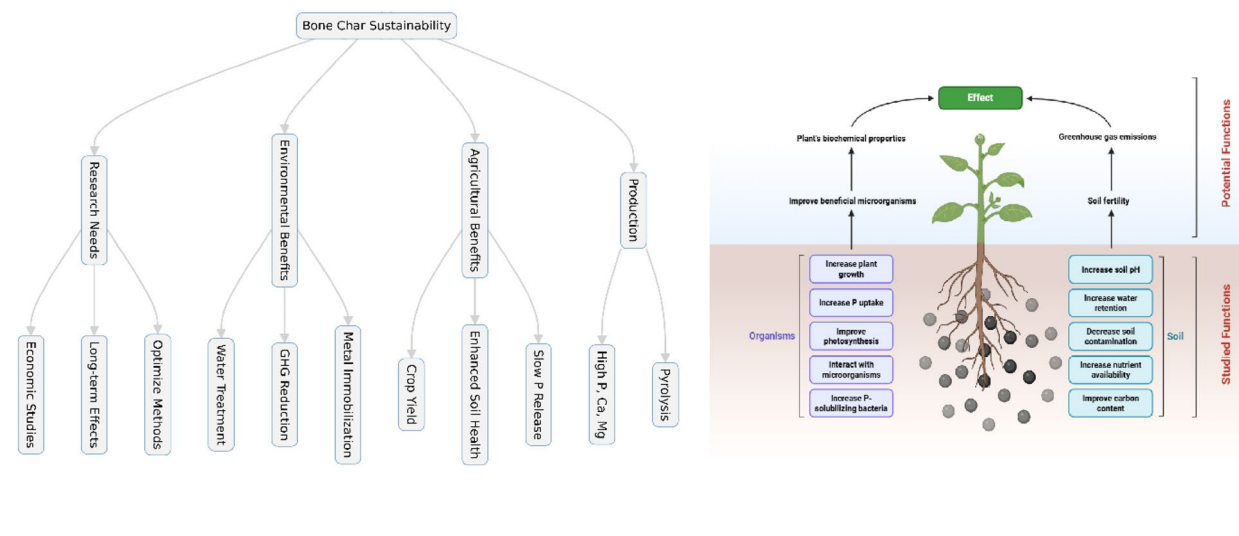 Bone Char Sustainability
Research Needs
Environmental Benefits
Agricultural Benefits
Production
Economic Studies
Long-term Effects
Optimize Methods
Water Treatment
GHG Reduction
Metal Immobilization
Crop Yield
Enhanced Soil Health
Slow P Release
High P, Ca, Mg
Pyrolysis
Effect
Plant's biochemical properties
Greenhouse gas emissions
Improve beneficial microorganisms
Soil fertility
Potential Functions
Organisms
Increase plant
growth
Increase P uptake
Improve
photosynthesis
Interact with
microorganisms
Increase P-
solubilizing bacteria
Increase soil pH
Increase water
retention
Decrease soil
contamination
Increase nutrient
availability
Improve carbon
content
Soil
Studied Functions